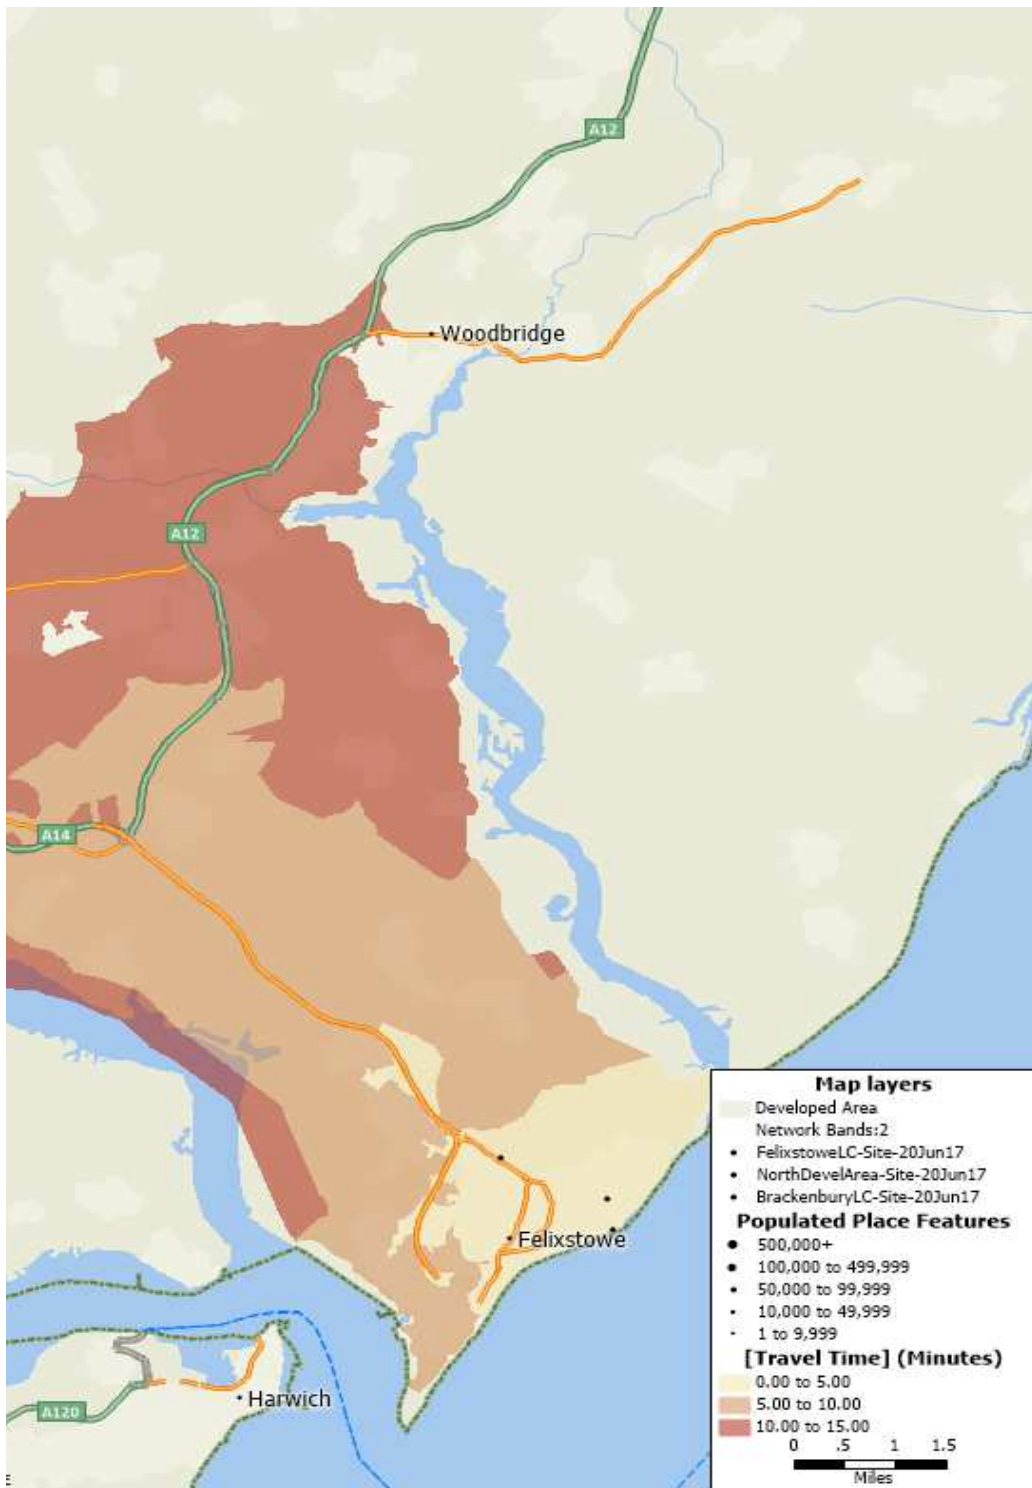 A12
Woodbridge
A12
A14
Felixstowe
Harwich
A120
E
Map layers
Developed Area
Network Bands:2
FelixstoweLC-Site-20Jun17
NorthDevelArea-Site-20Jun17
BrackenburyLC-Site-20Jun17
Populated Place Features
500,000+
100,000 to 499,999
50,000 to 99,999
10,000 to 49,999
1 to 9,999
[Travel Time] (Minutes)
0.00 to 5.00
5.00 to 10.00
10.00 to 15.00
0 .5 1 1.5
Miles